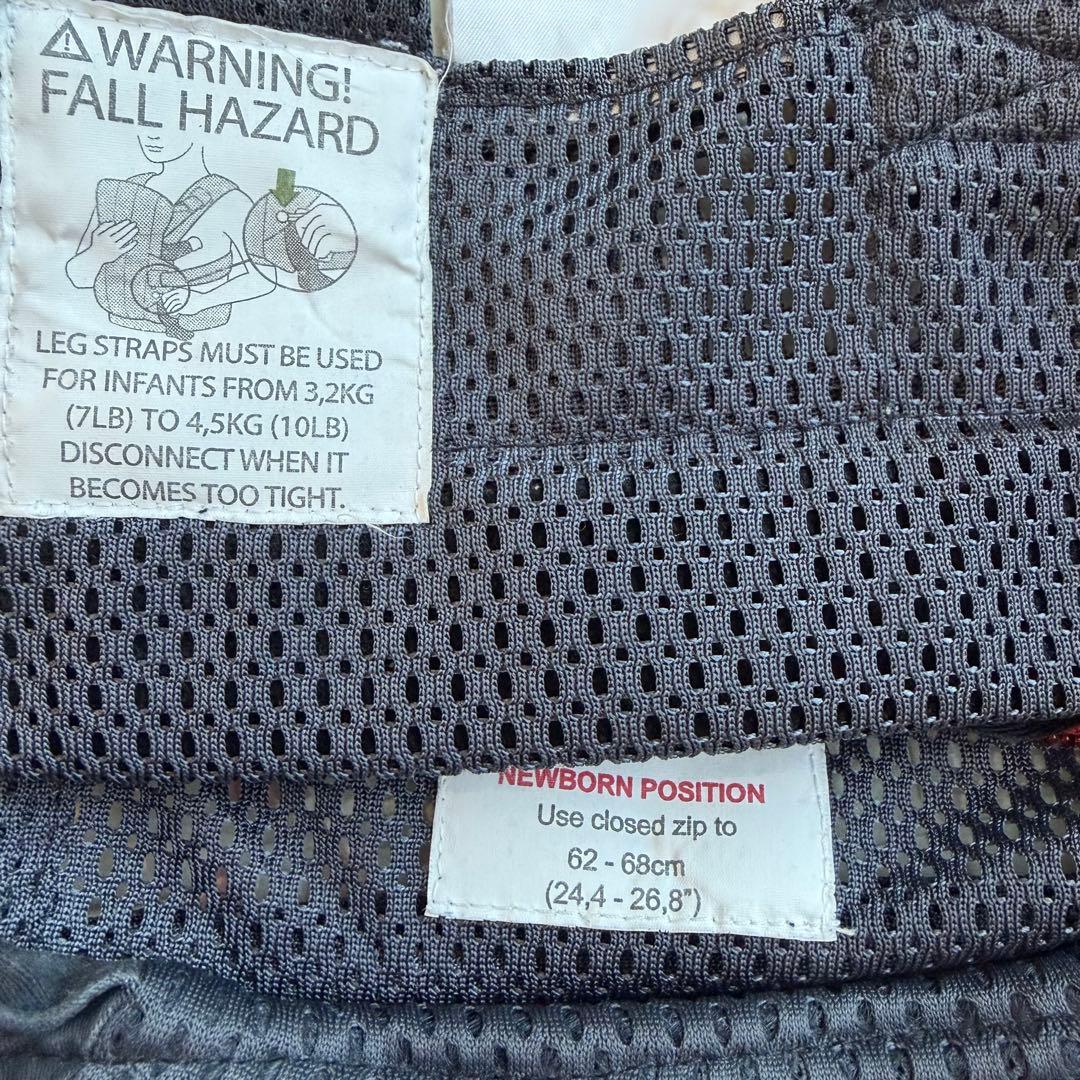 ⚠WARNING!
FALL HAZARD
LEG STRAPS MUST BE USED
FOR INFANTS FROM 3,2KG
(7LB) TO 4,5KG (10LB)
DISCONNECT WHEN IT
BECOMES TOO TIGHT.
NEWBORN POSITION
Use closed zip to
62 - 68cm
(24,4 - 26,8")